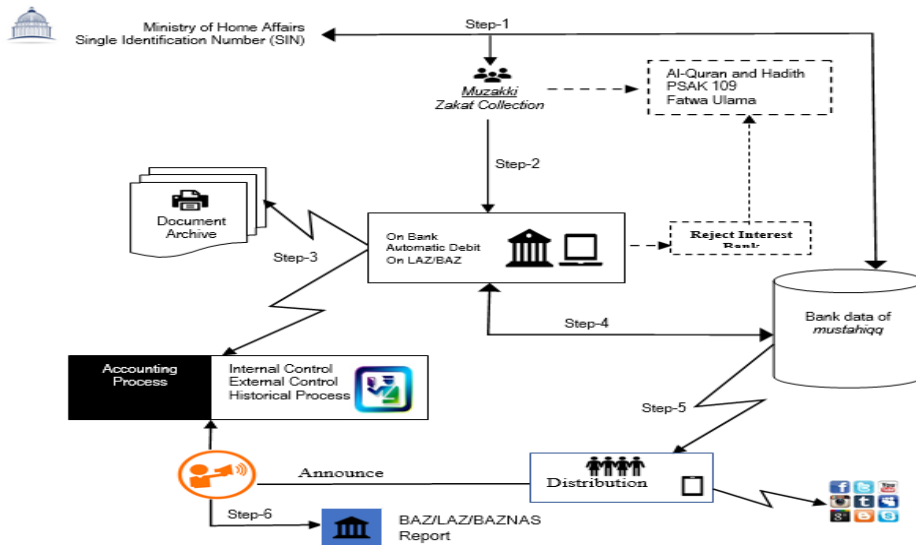 Step-1
Ministry of Home Affairs
Single Identification Number (SIN)
Muzakki
Zakat Collection
Al-Quran and Hadith
PSAK 109
Fatwa Ulama
Step-2
Document
Archive
On Bank
Automatic Debit
On LAZ/BAZ
Reject Interest
Bank
Step-3
Step-4
Bank data of
mustahiqq
Accounting
Process
Internal Control
External Control
Historical Process
Step-5
Announce
Distribution
Step-6
BAZ/LAZ/BAZNAS
Report
You
f
t
g+